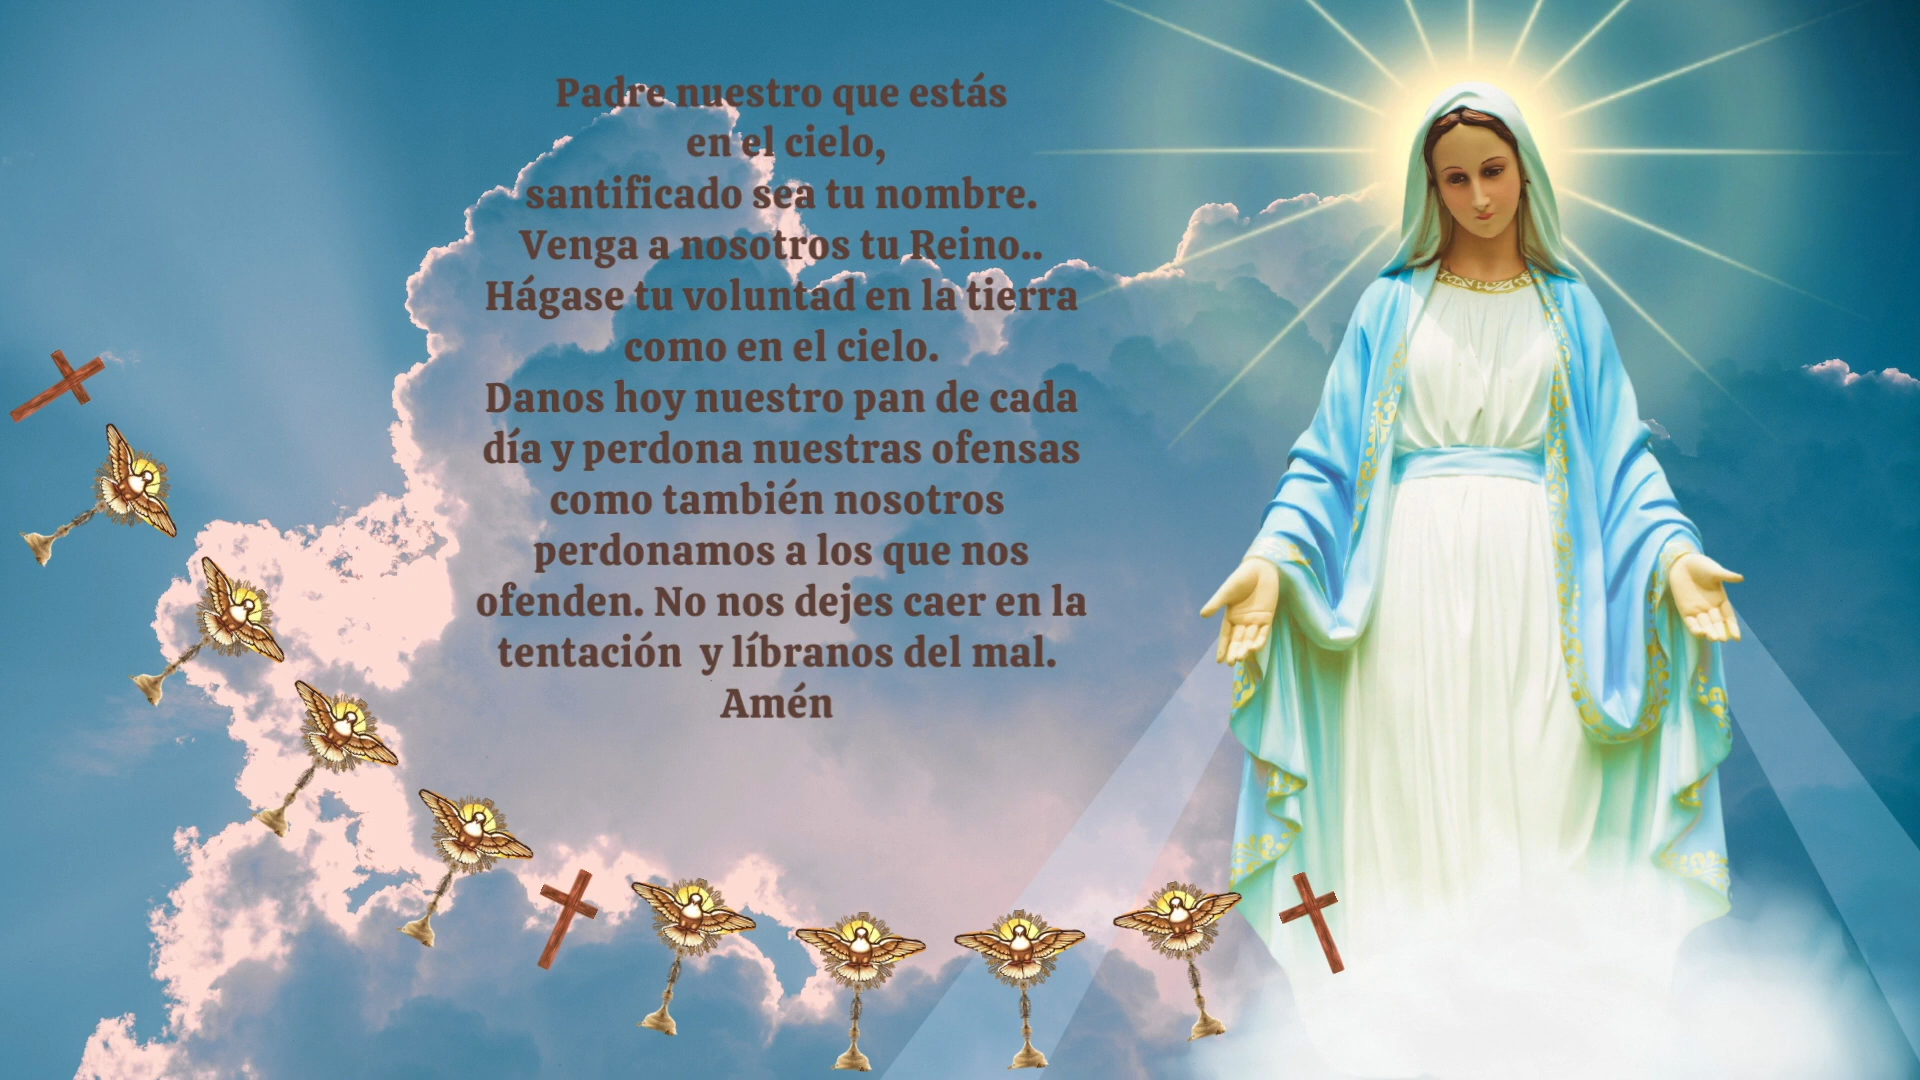 Padre nuestro que estás
en el cielo,
santificado sea tu nombre.
Venga a nosotros tu Reino..
Hágase tu voluntad en la tierra
como en el cielo.
Danos hoy nuestro pan de cada
día y perdona nuestras ofensas
como también nosotros
perdonamos a los que nos
ofenden. No nos dejes caer en la
tentación  y líbranos del mal.
Amén